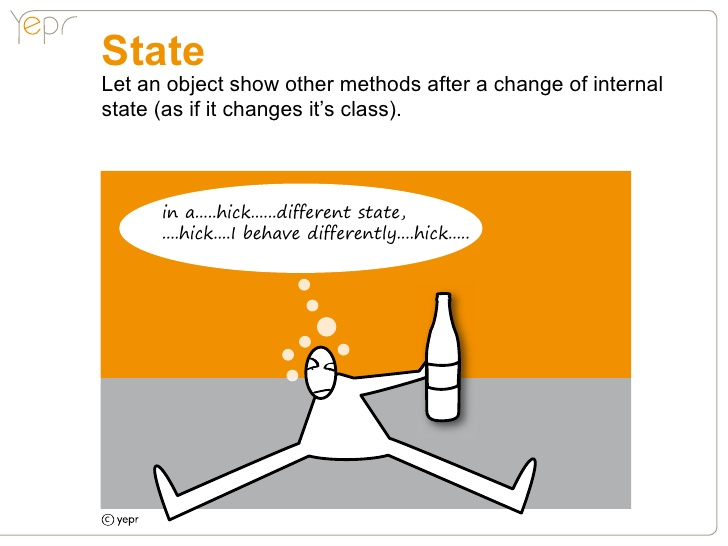 yepr
State
Let an object show other methods after a change of internal
state (as if it changes it’s class).
in a.....hick......different state,
....hick....I behave differently....hick.....
© yepr